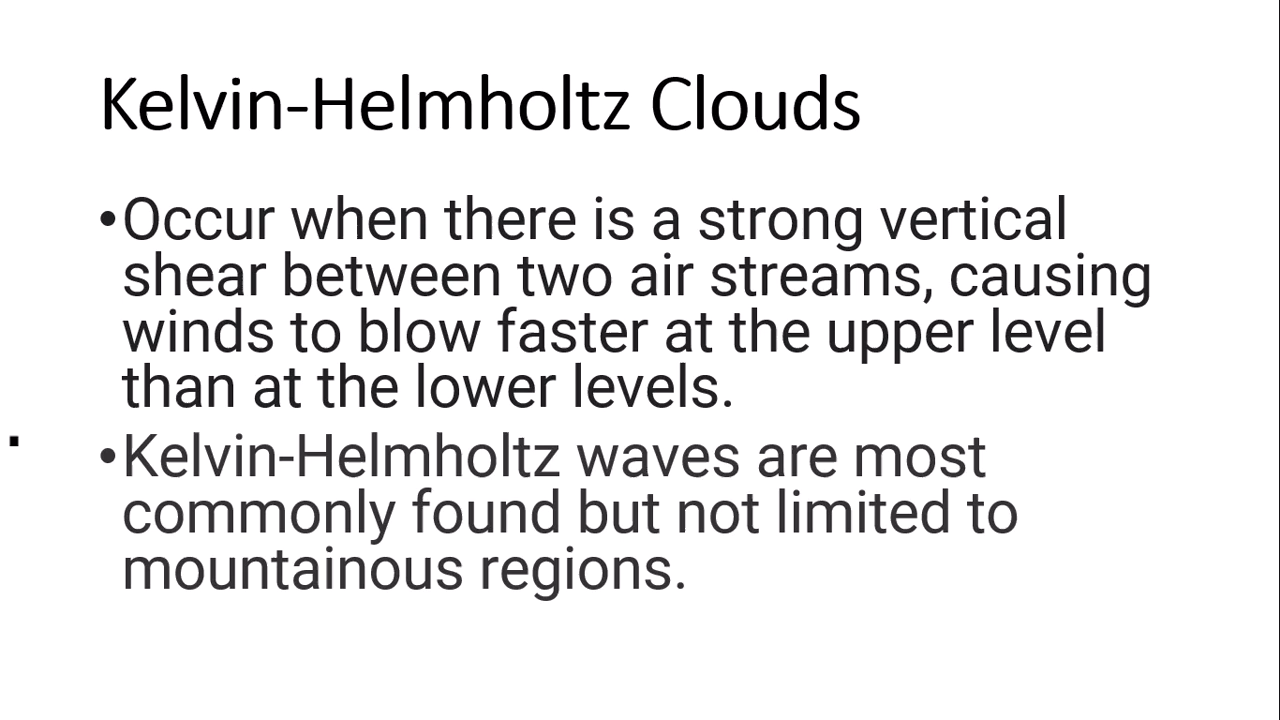 Kelvin-Helmholtz Clouds
•Occur when there is a strong vertical
shear between two air streams, causing
winds to blow faster at the upper level
than at the lower levels.
•Kelvin-Helmholtz waves are most
commonly found but not limited to
mountainous regions.